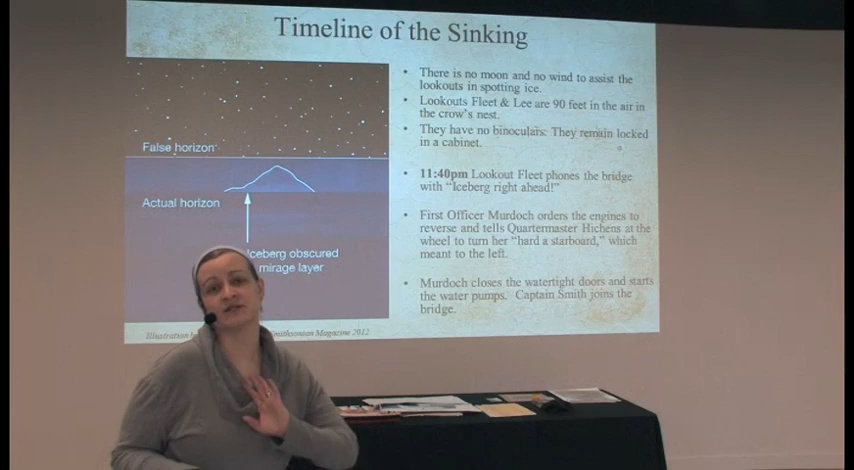 Timeline of the Sinking
False horizon
Actual horizon
Iceberg obscured
mirage layer
Illustration
Smithsonian Magazine 2012
• There is no moon and no wind to assist the
lookouts in spotting ice.
• Lookouts Fleet & Lee are 90 feet in the air in
the crow's nest.
• They have no binoculars. They remain locked
in a cabinet.
• 11:40pm Lookout Fleet phones the bridge
with "Iceberg right ahead!"
• First Officer Murdoch orders the engines to
reverse and tells Quartermaster Hichens at the
wheel to turn her "hard a starboard," which
meant to the left.
• Murdoch closes the watertight doors and starts
the water pumps. Captain Smith joins the
bridge.